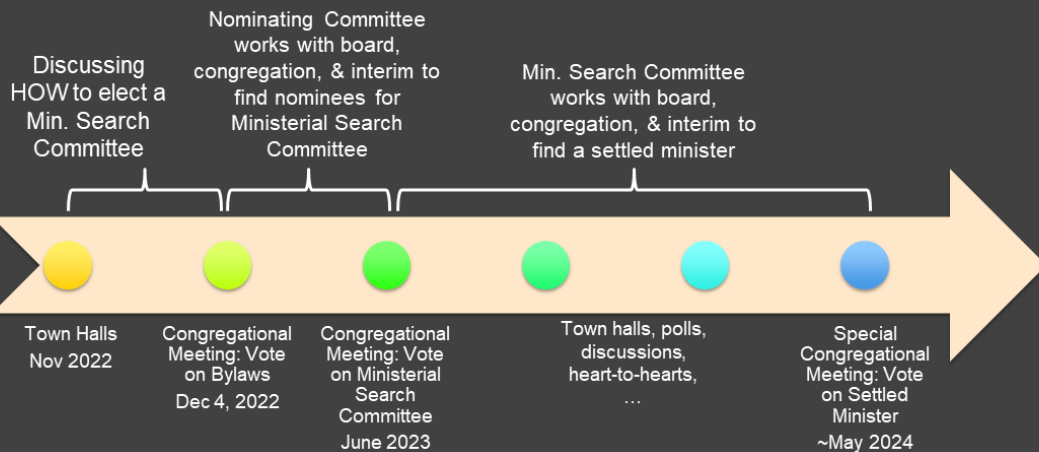 Discussing
HOW to elect a
Min. Search
Committee
Nominating Committee
works with board,
congregation, & interim to
find nominees for
Ministerial Search
Committee
Min. Search Committee
works with board,
congregation, & interim to
find a settled minister
Town Halls
Nov 2022
Congregational
Meeting: Vote
on Bylaws
Dec 4, 2022
Congregational
Meeting: Vote
on Ministerial
Search
Committee
June 2023
Town halls, polls,
discussions,
heart-to-hearts,
...
Special
Congregational
Meeting: Vote
on Settled
Minister
~May 2024